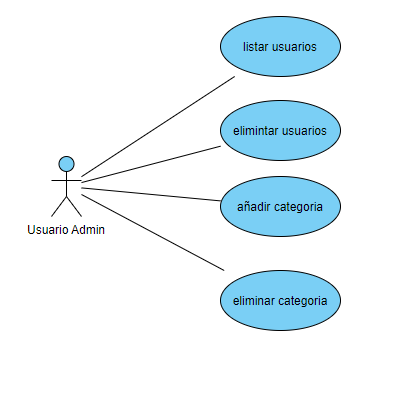 listar usuarios
elimintar usuarios
añadir categoria
Usuario Admin
eliminar categoria